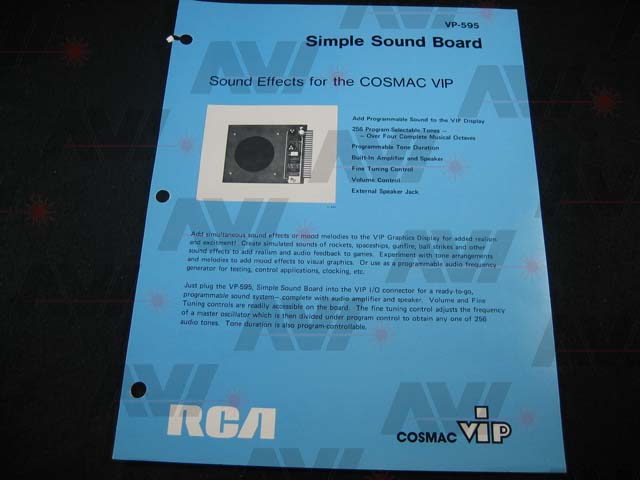 VP-595
Simple Sound Board
Sound Effects for the COSMAC VIP
Add Programmable Sound to the VIP Display
256 Program-Selectable Tones –
– Over Four Complete Musical Octaves
Programmable Tone Duration
Built-In Amplifier and Speaker
Fine Tuning Control
Volume Control
External Speaker Jack
Add simultaneous sound effects or mood melodies to the VIP Graphics Display for added realism
and excitment! Create simulated sounds of rockets, spaceships, gunfire, ball strikes and other
sound effects to add realism and audio feedback to games. Experiment with tone arrangements
and melodies to add mood effects to visual graphics. Or use as a programmable audio frequency
generator for testing, control applications, clocking, etc.
Just plug the VP-595, Simple Sound Board into the VIP I/O connector for a ready-to-go,
programmable sound system– complete with audio amplifier and speaker. Volume and Fine
Tuning controls are readily accessible on the board. The fine tuning control adjusts the frequency
of a master oscillator which is then divided under program control to obtain any one of 256
audio tones. Tone duration is also program-controllable.
RCA
COSMAC VIP
AVI